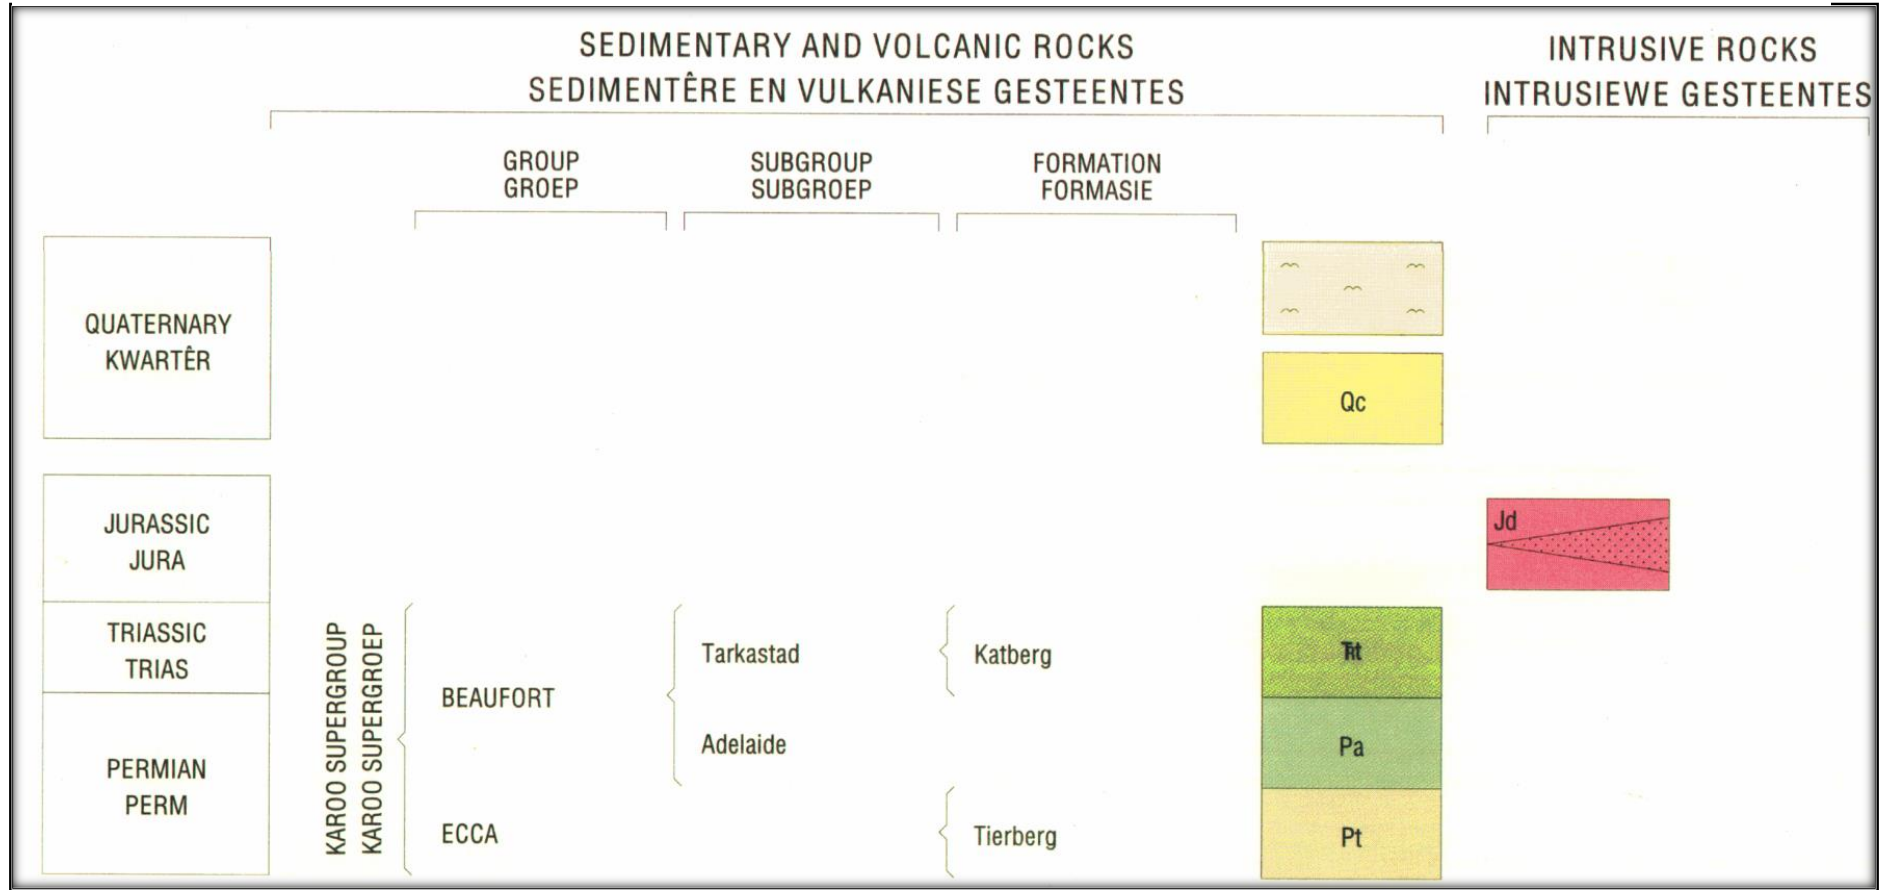 SEDIMENTARY AND VOLCANIC ROCKS
SEDIMENTÊRE EN VULKANIESE GESTEENTES
INTRUSIVE ROCKS
INTRUSIEWE GESTEENTES
GROUP
GROEP
SUBGROUP
SUBGROEP
FORMATION
FORMASIE
QUATERNARY
KWARTÊR
Qc
JURASSIC
JURA
Jd
TRIASSIC
TRIAS
PERMIAN
PERM
KAROO SUPERGROUP
KAROO SUPERGROEP
BEAUFORT
ECCA
Tarkastad
Adelaide
Katberg
Tierberg
Pa
Pt